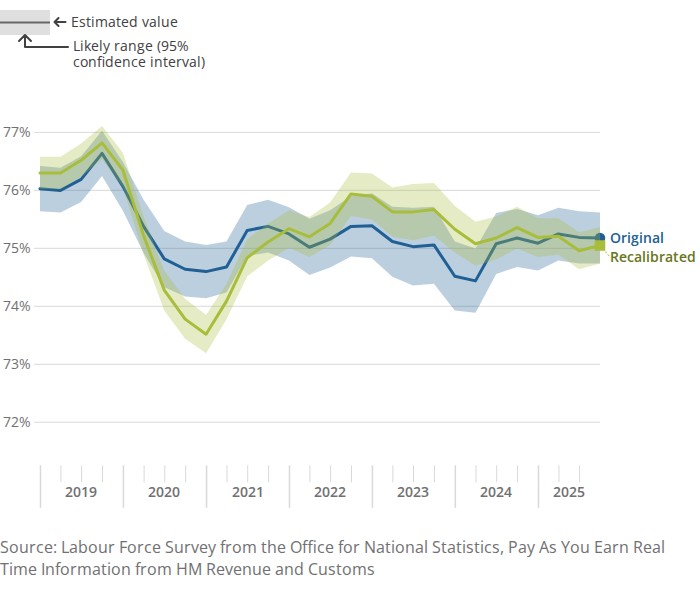 Estimated value
Likely range (95%
confidence interval)
77%
76%
75%
74%
73%
72%
Original
Recalibrated
2019 2020 2021 2022 2023 2024 2025
Source: Labour Force Survey from the Office for National Statistics, Pay As You Earn Real
Time Information from HM Revenue and Customs